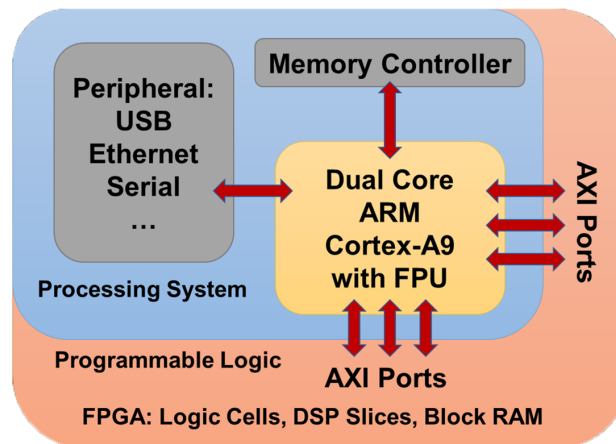 Peripheral:
USB
Ethernet
Serial
...
Memory Controller
Dual Core
ARM
Cortex-A9
with FPU
AXI Ports
Processing System
Programmable Logic
AXI Ports
FPGA: Logic Cells, DSP Slices, Block RAM